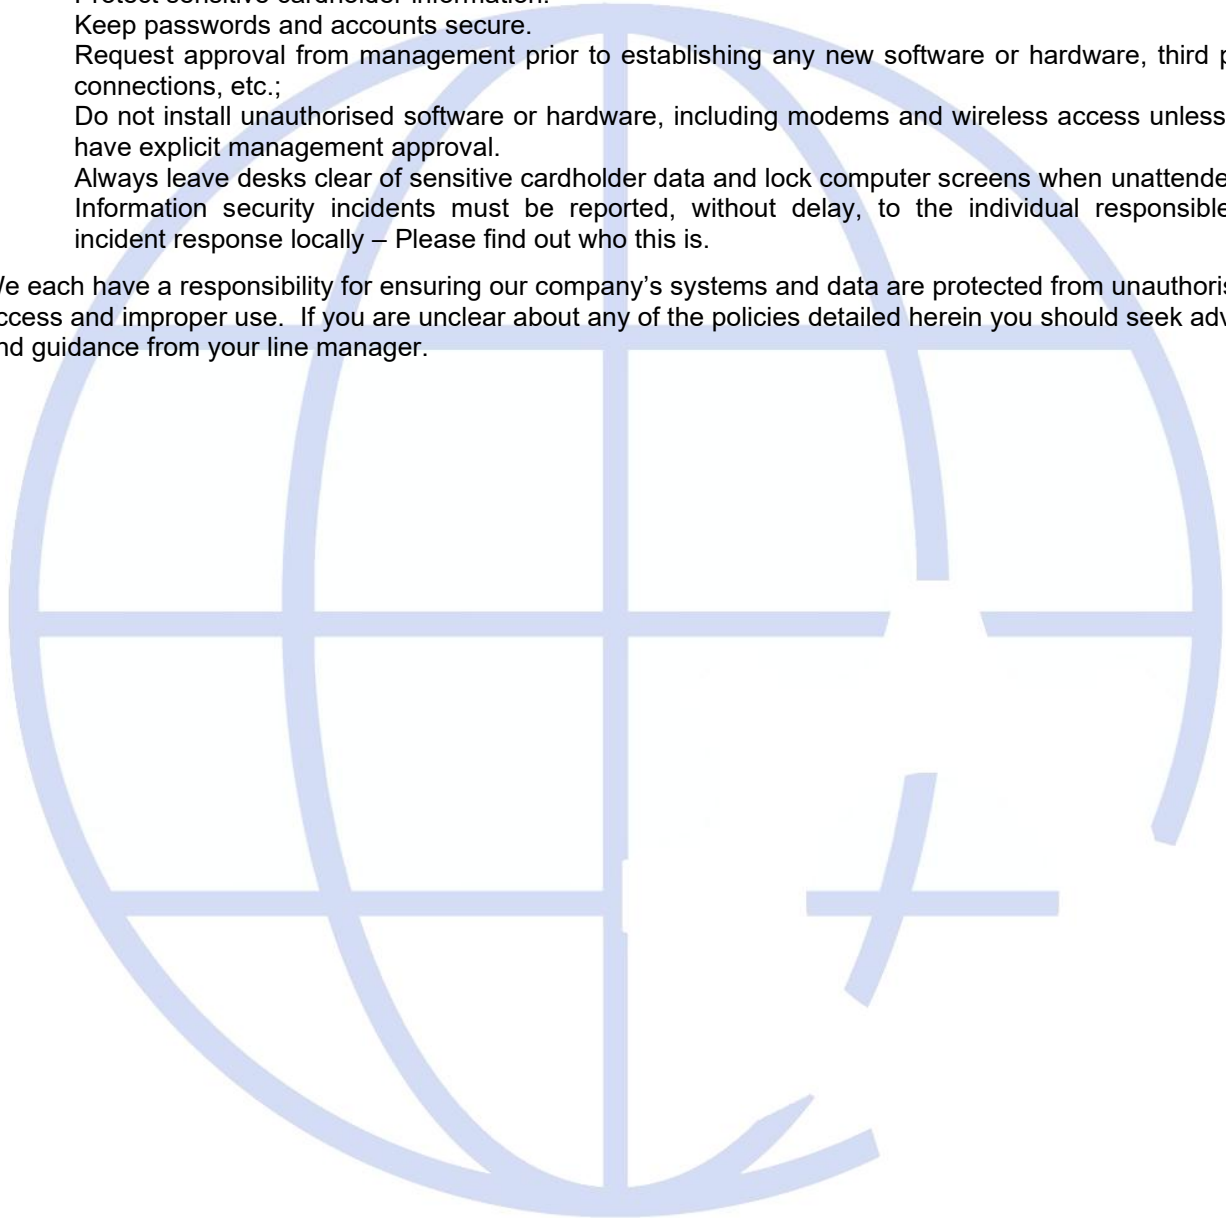 Protect sensitive cardholder information.
Keep passwords and accounts secure.
Request approval from management prior to establishing any new software or hardware, third
connections, etc.;
Do not install unauthorised software or hardware, including modems and wireless access unless
have explicit management approval.
Always leave desks clear of sensitive cardholder data and lock computer screens when
Information security incidents must be reported, without delay, to the individual responsible
incident response locally – Please find out who this is.
We each have a responsibility for ensuring our company's systems and data are protected from
and improper use. If you are unclear about any of the policies detailed herein you should seek
guidance from your line manager.